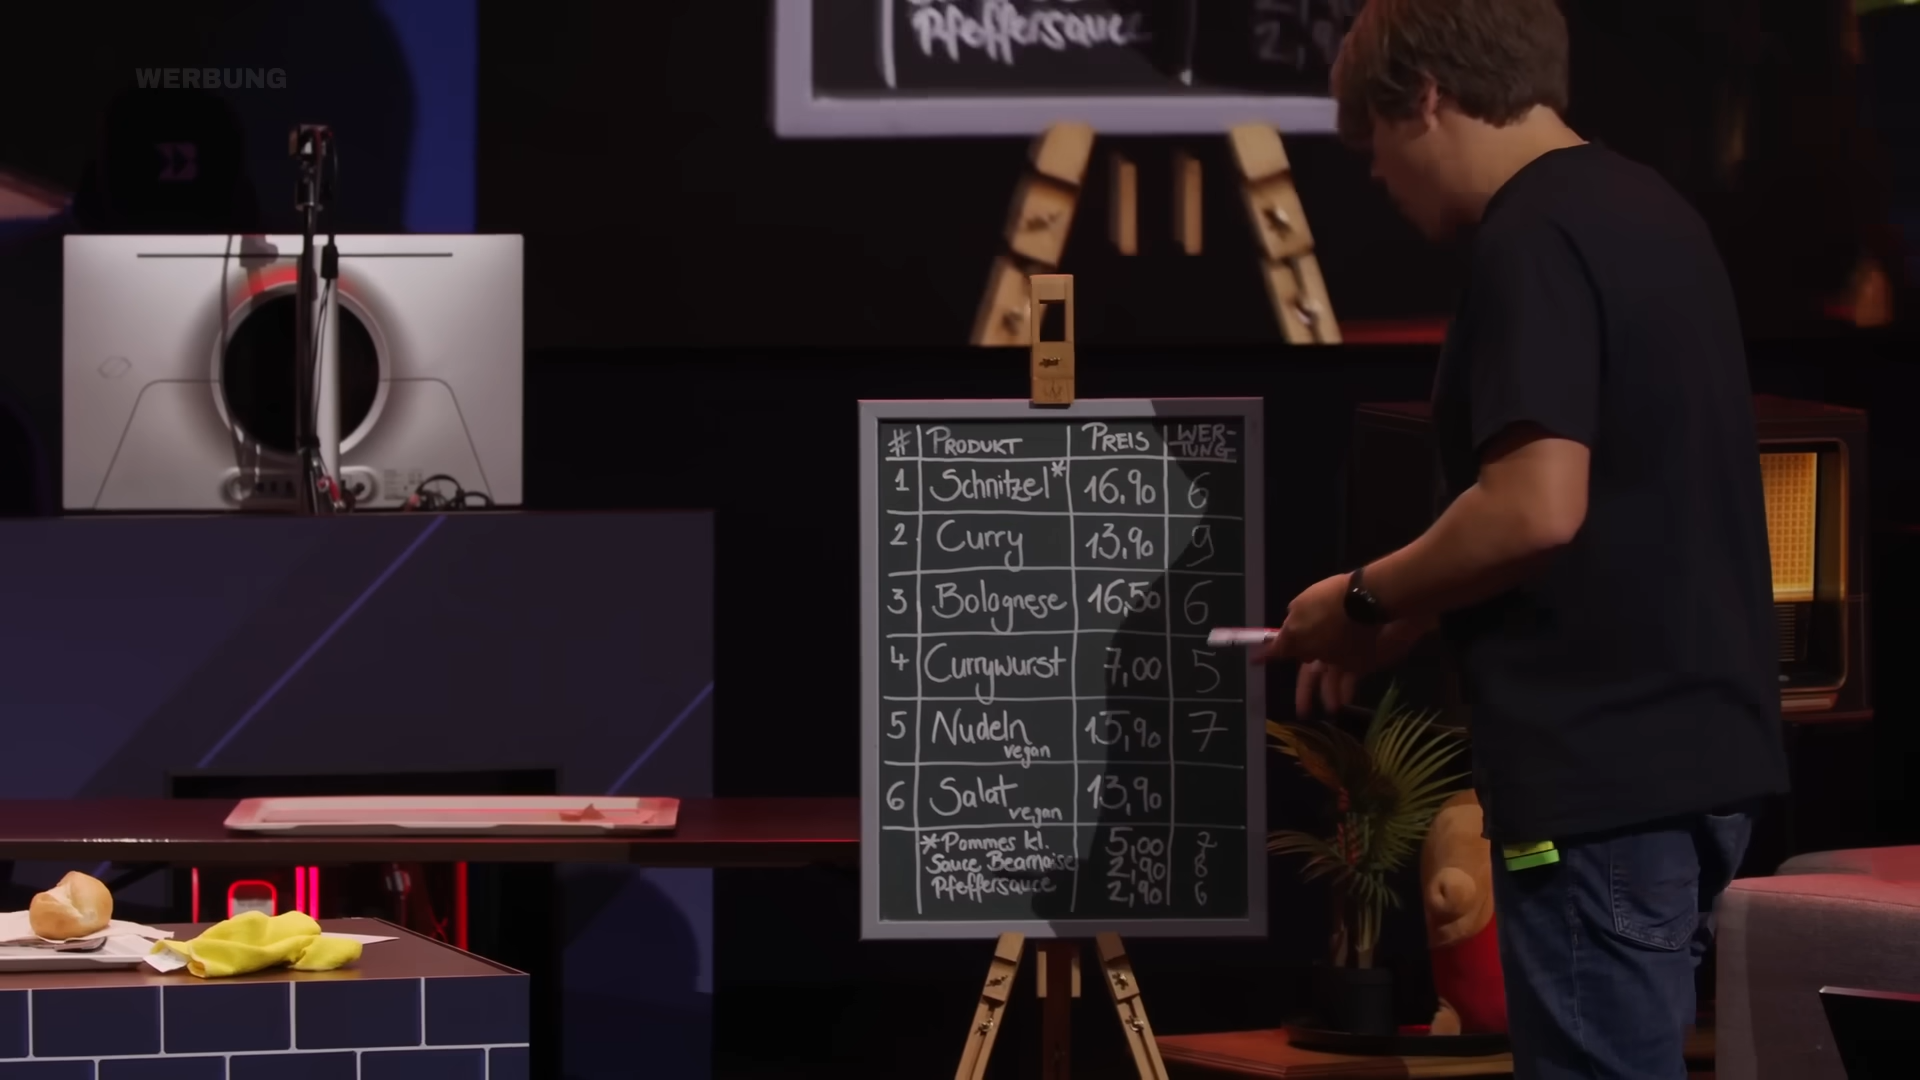 WERBUNG
Pfeffersauce
# PRODUKT PREIS WER-
TUNG
1 Schnitzel* 16,90 6
2 Curry 13,90 9
3 Bolognese 16,50 6
4 Currywurst 7,00 5
5 Nudeln 15,90 7
vegan
6 Salat 13,90
vegan
*Pommes kl. 5,00 7
Sauce Bearnaise 2,90 8
Pfeffersauce 2,90 6